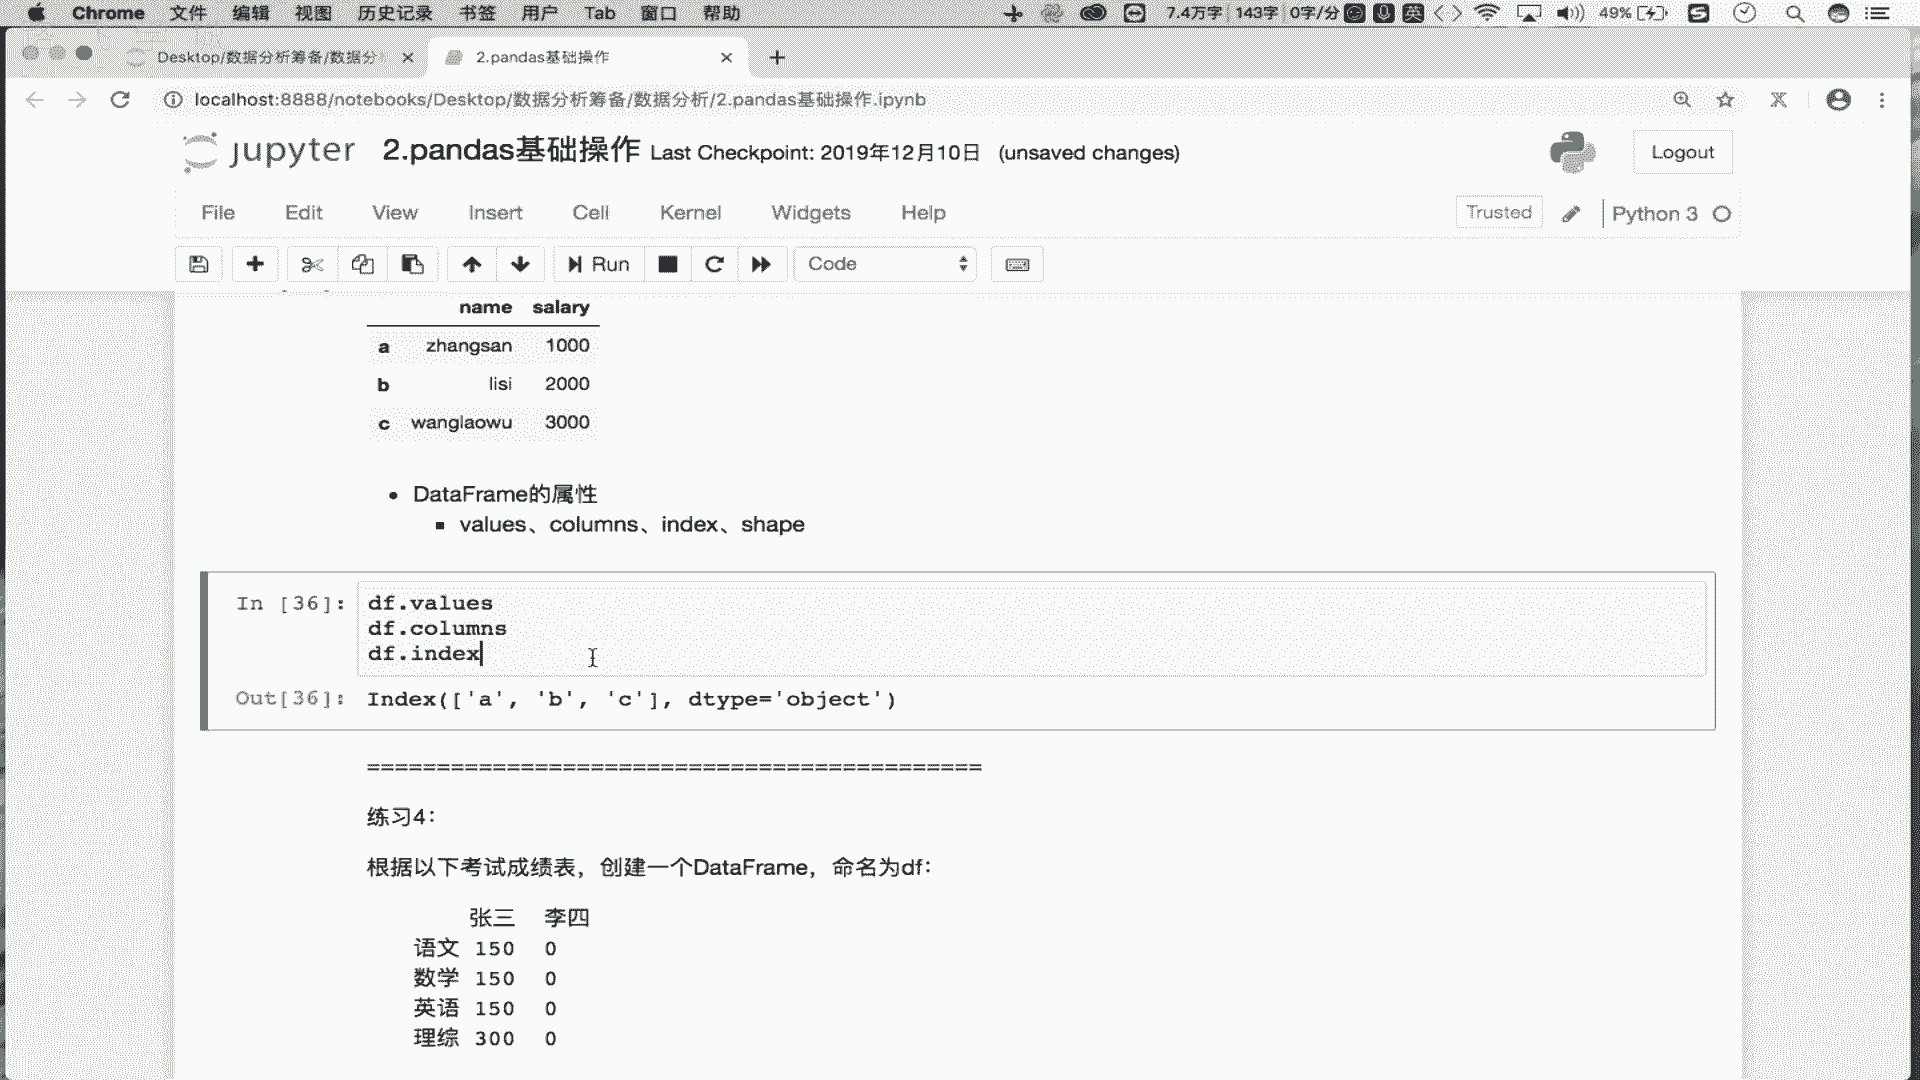 Chrome 文件 编辑 视图 历史记录 书签 用户 Tab 窗口 帮助 7.4万字 143字 0字/分 英 49%
Desktop/数据分析筹备/数据分 2.pandas基础操作
localhost:8888/notebooks/Desktop/数据分析筹备/数据分析/2.pandas基础操作.ipynb
jupyter 2.pandas基础操作 Last Checkpoint: 2019年12月10日 (unsaved changes) Logout
File Edit View Insert Cell Kernel Widgets Help Trusted Python 3
Run Code
name salary
a zhangsan 1000
b lisi 2000
c wanglaowu 3000
• DataFrame的属性
▪ values、columns、index、shape
In [36]: df.values
df.columns
df.index
Out[36]: Index(['a', 'b', 'c'], dtype='object')
============================================
练习4：
根据以下考试成绩表，创建一个DataFrame，命名为df：
张三 李四
语文 150 0
数学 150 0
英语 150 0
理综 300 0